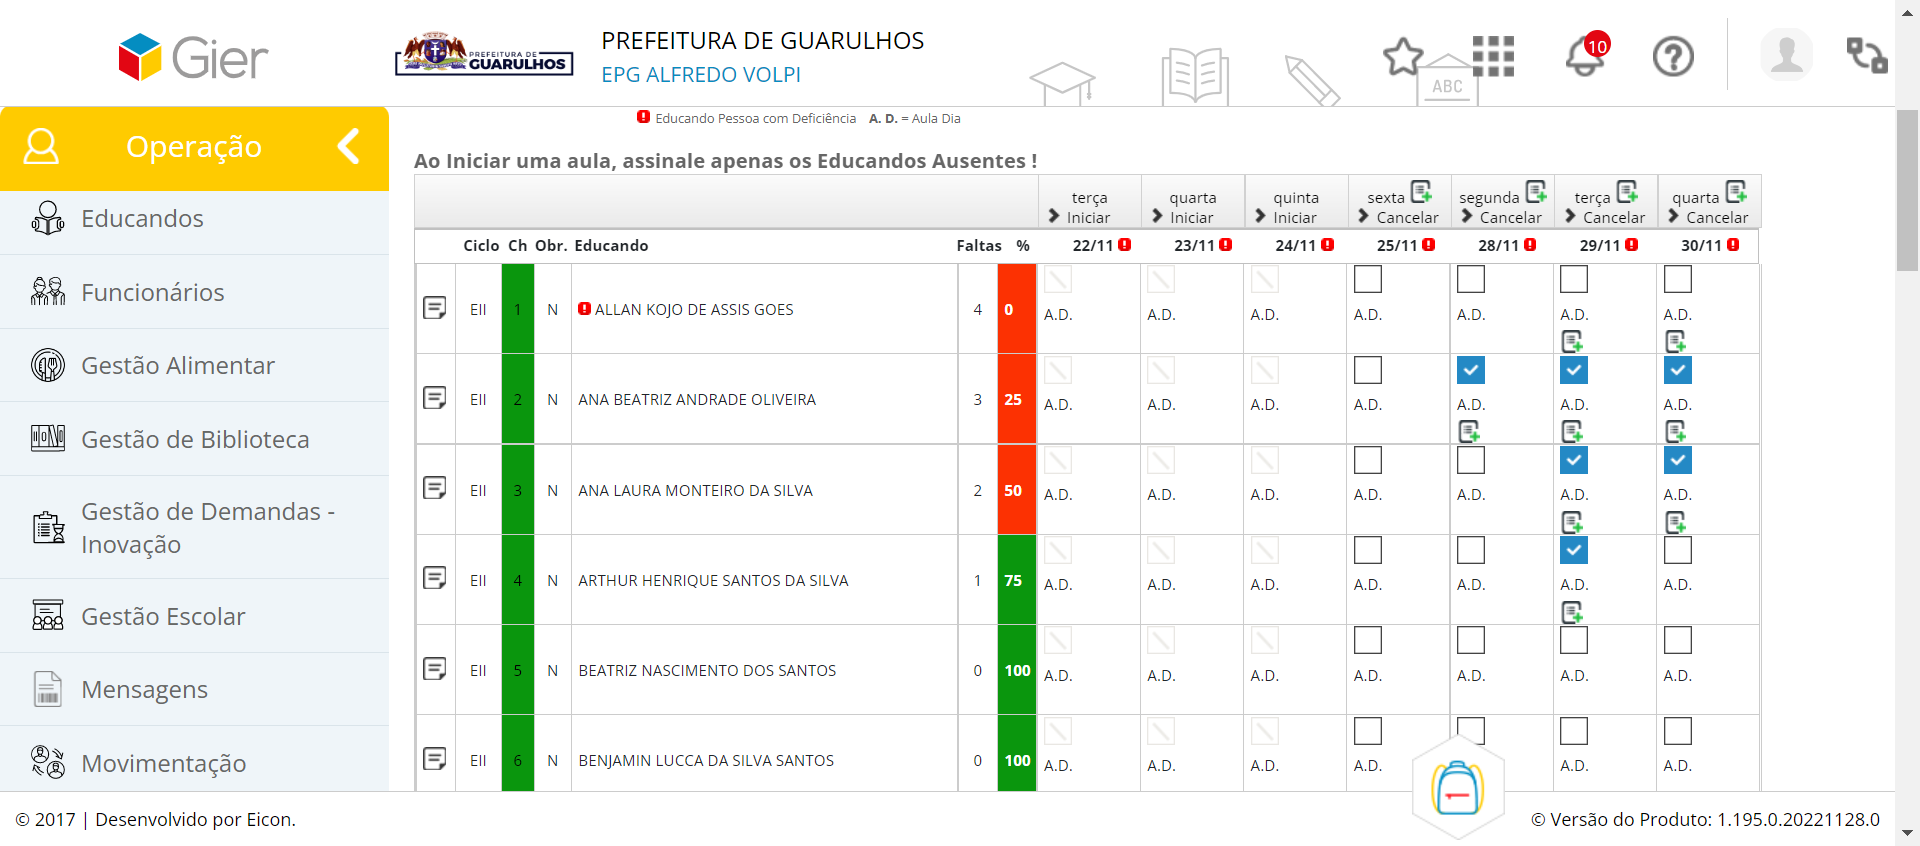 Gier
PREFEITURA DE
GUARULHOS
PREFEITURA DE GUARULHOS
EPG ALFREDO VOLPI
ABC
10
Operação
Educandos
Funcionários
Gestão Alimentar
Gestão de Biblioteca
Gestão de Demandas -
Inovação
Gestão Escolar
Mensagens
Movimentação
Educando Pessoa com Deficiência A. D. = Aula Dia
Ao Iniciar uma aula, assinale apenas os Educandos Ausentes !
terça quarta quinta sexta segunda terça quarta
Iniciar Iniciar Iniciar Cancelar Cancelar Cancelar Cancelar
Ciclo Ch Obr. Educando Faltas % 22/11 23/11 24/11 25/11 28/11 29/11 30/11
EII 1 N ALLAN KOJO DE ASSIS GOES 4 0 A.D. A.D. A.D. A.D. A.D. A.D. A.D.
EII 2 N ANA BEATRIZ ANDRADE OLIVEIRA 3 25 A.D. A.D. A.D. A.D. A.D. A.D. A.D.
EII 3 N ANA LAURA MONTEIRO DA SILVA 2 50 A.D. A.D. A.D. A.D. A.D. A.D. A.D.
EII 4 N ARTHUR HENRIQUE SANTOS DA SILVA 1 75 A.D. A.D. A.D. A.D. A.D. A.D. A.D.
EII 5 N BEATRIZ NASCIMENTO DOS SANTOS 0 100 A.D. A.D. A.D. A.D. A.D. A.D. A.D.
EII 6 N BENJAMIN LUCCA DA SILVA SANTOS 0 100 A.D. A.D. A.D. A.D. A.D. A.D.
© 2017 | Desenvolvido por Eicon.
© Versão do Produto: 1.195.0.20221128.0